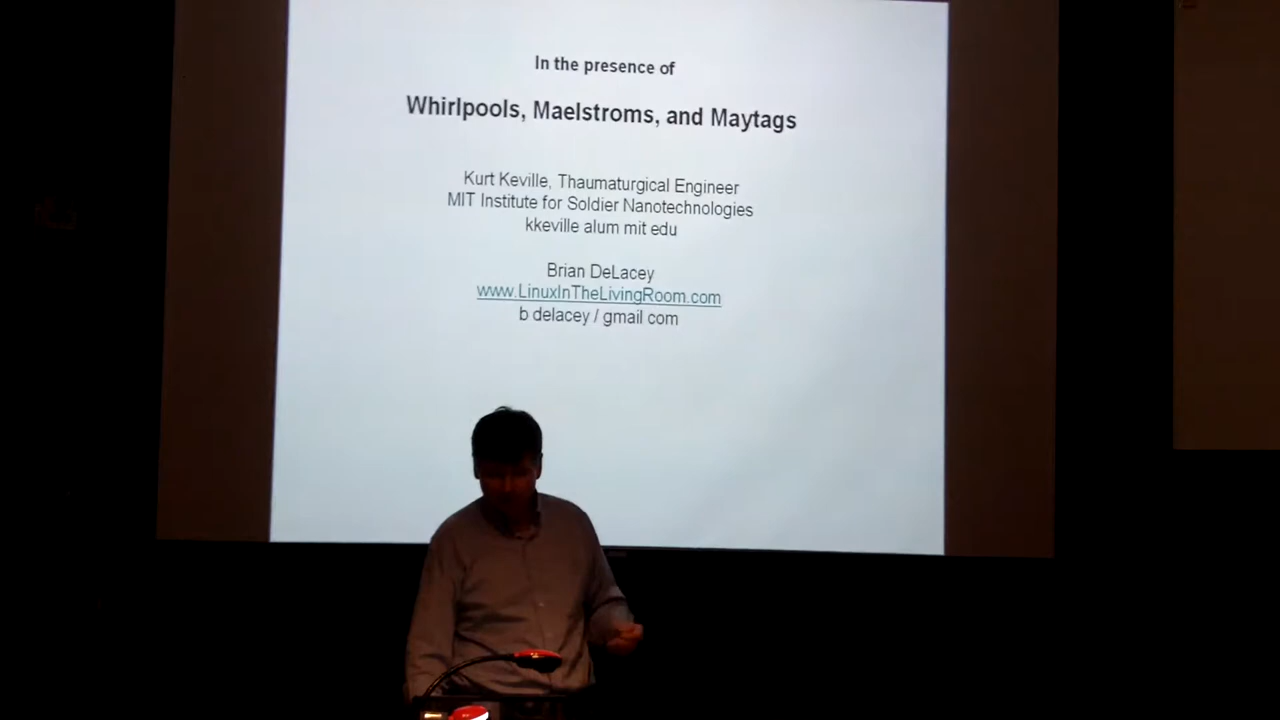 In the presence of
Whirlpools, Maelstroms, and Maytags
Kurt Keville, Thaumaturgical Engineer
MIT Institute for Soldier Nanotechnologies
kkeville alum mit edu
Brian DeLacey
www.LinuxInTheLivingRoom.com
b delacey / gmail com